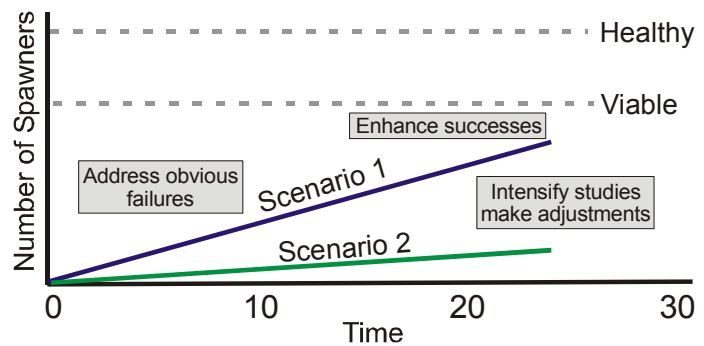 Healthy
Viable
Number of Spawners
Enhance successes
Address obvious
failures
Scenario 1
Intensify studies
make adjustments
Scenario 2
0 10 20 30
Time